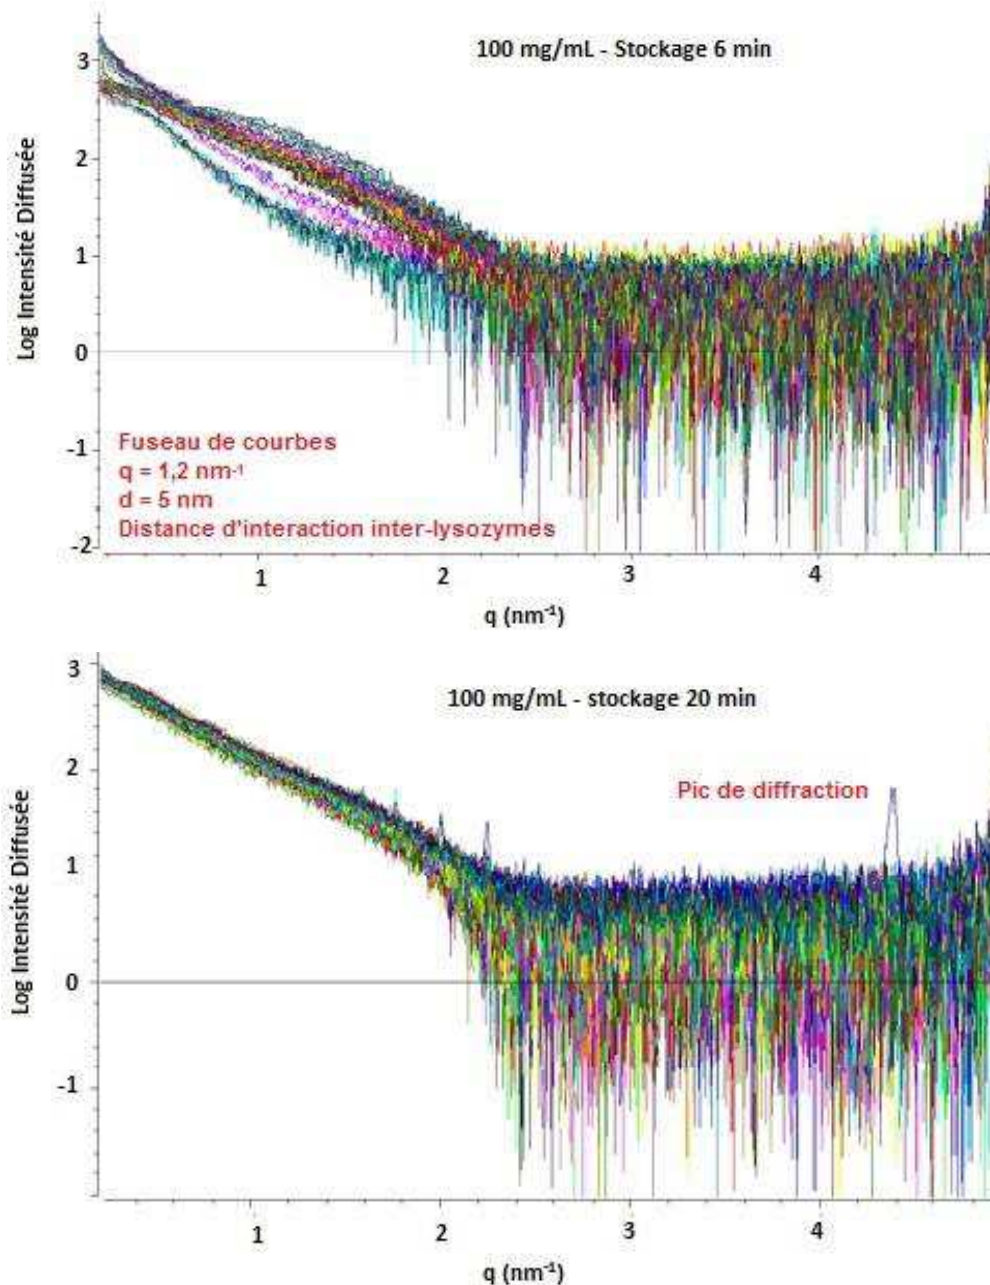 100 mg/mL - Stockage 6 min
3
2
1
0
-1
-2
Log Intensité Diffusée
Fuseau de courbes
q = 1,2 nm-¹
d = 5 nm
Distance d'interaction inter-lysozymes
1 2 3 4
q (nm-¹)
100 mg/mL - stockage 20 min
3
2
1
0
-1
Log Intensité Diffusée
Pic de diffraction
1 2 3 4
q (nm-¹)